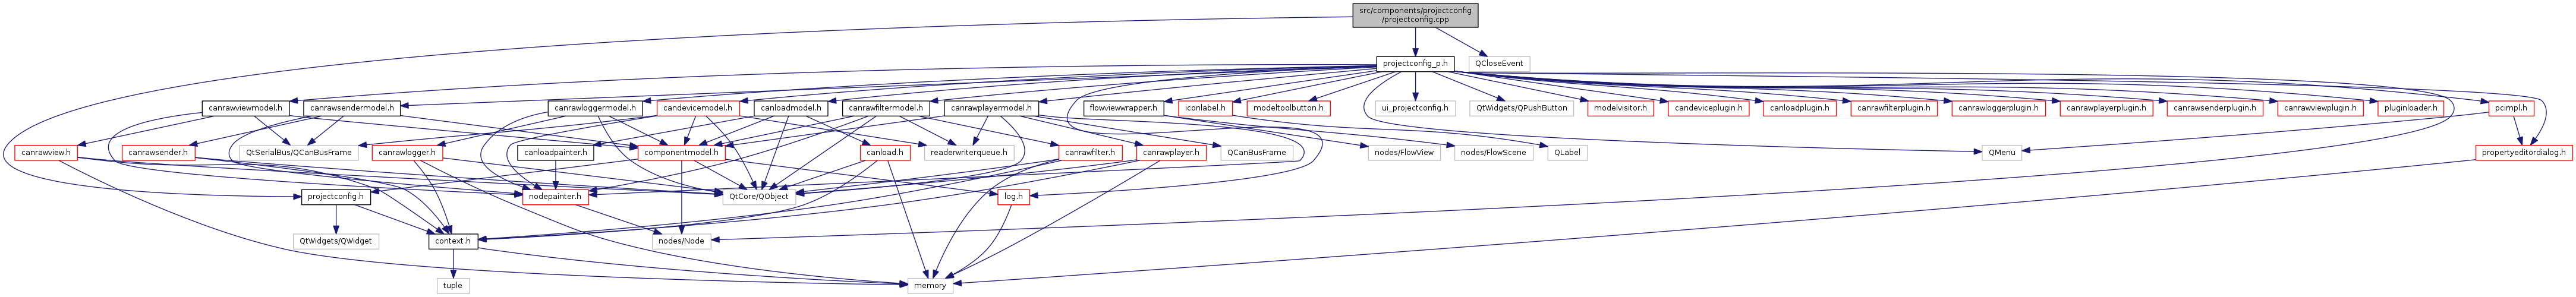 src/components/projectconfig
/projectconfig.cpp
projectconfig_p.h
QCloseEvent
canrawviewmodel.h
canrawsendermodel.h
canrawloggermodel.h
candevicemodel.h
canloadmodel.h
canrawfiltermodel.h
canrawplayermodel.h
flowviewwrapper.h
iconlabel.h
modeltoolbutton.h
ui_projectconfig.h
QtWidgets/QPushButton
modelvisitor.h
candeviceplugin.h
canloadplugin.h
canrawfilterplugin.h
canrawloggerplugin.h
canrawplayerplugin.h
canrawsenderplugin.h
canrawviewplugin.h
pluginloader.h
pcimpl.h
canrawview.h
canrawsender.h
QtSerialBus/QCanBusFrame
canrawlogger.h
canloadpainter.h
componentmodel.h
canload.h
readerwriterqueue.h
canrawfilter.h
canrawplayer.h
QCanBusFrame
nodes/FlowView
nodes/FlowScene
QLabel
QMenu
propertyeditordialog.h
projectconfig.h
nodepainter.h
QtCore/QObject
log.h
QtWidgets/QWidget
context.h
nodes/Node
tuple
memory